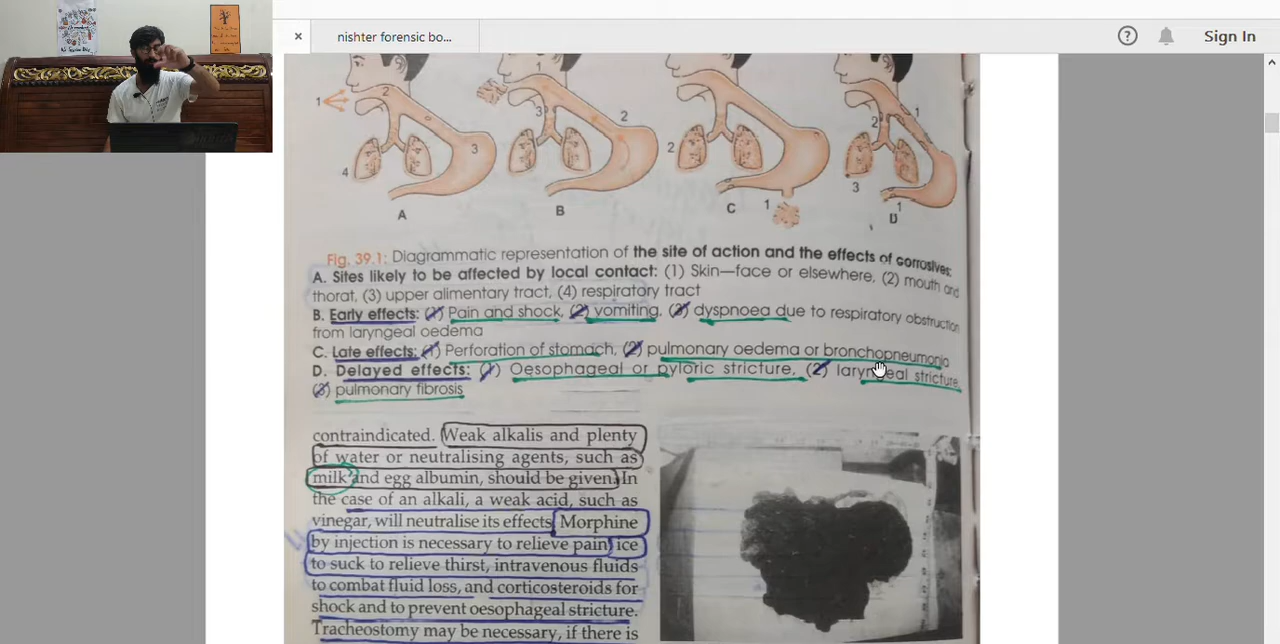 nishter forensic bo...
Sign In
1
2
3
4
1
2
3
2
1
1
2
3
1
A
B
C
D
Fig. 39.1: Diagrammatic representation of the site of action and the effects of corrosives:
A. Sites likely to be affected by local contact: (1) Skin—face or elsewhere, (2) mouth and
thorat, (3) upper alimentary tract, (4) respiratory tract
B. Early effects: (1) Pain and shock, (2) vomiting, (3) dyspnoea due to respiratory obstruction
from laryngeal oedema
C. Late effects: (1) Perforation of stomach, (2) pulmonary oedema or bronchopneumonia
D. Delayed effects: (1) Oesophageal or pyloric stricture, (2) laryngeal stricture
(3) pulmonary fibrosis
contraindicated. Weak alkalis and plenty
of water or neutralising agents, such as
milk and egg albumin, should be given. In
the case of an alkali, a weak acid, such as
vinegar, will neutralise its effects. Morphine
by injection is necessary to relieve pain, ice
to suck to relieve thirst, intravenous fluids
to combat fluid loss, and corticosteroids for
shock and to prevent oesophageal stricture.
Tracheostomy may be necessary, if there is